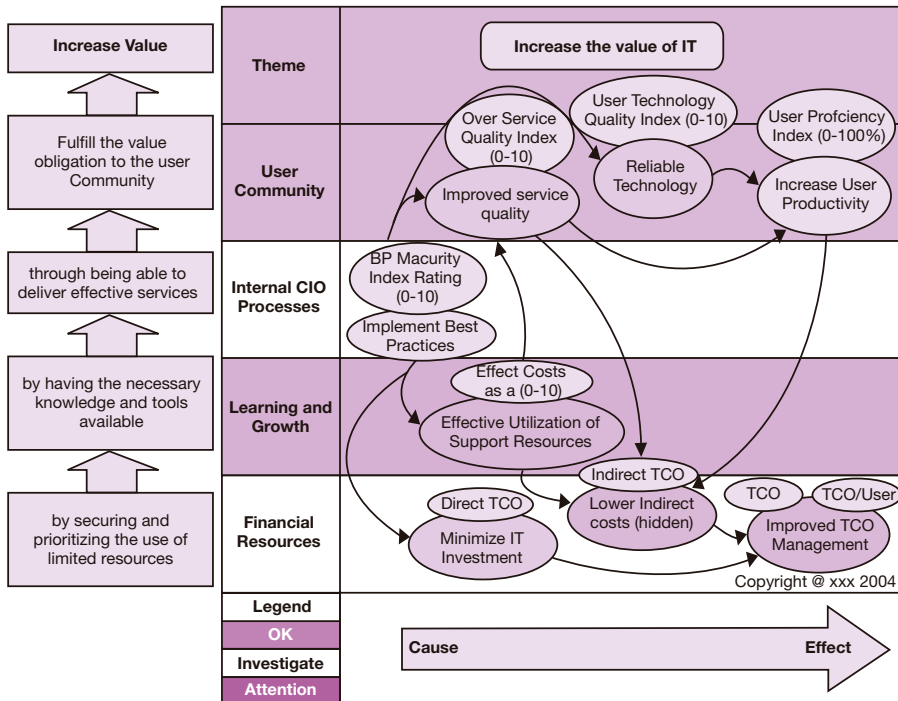 Increase Value
Fulfill the value
obligation to the user
Community
through being able to
deliver effective services
by having the necessary
knowledge and tools
available
by securing and
prioritizing the use of
limited resources
Theme
Increase the value of IT
User
Community
Over Service
Quality Index
(0-10)
Improved service
quality
User Technology
Quality Index (0-10)
Reliable
Technology
User Profciency
Index (0-100%)
Increase User
Productivity
Internal CIO
Processes
BP Macurity
Index Rating
(0-10)
Implement Best
Practices
Learning and
Growth
Effect Costs
as a (0-10)
Effective Utilization of
Support Resources
Financial
Resources
Direct TCO
Minimize IT
Investment
Indirect TCO
Lower Indirect
costs (hidden)
TCO
TCO/User
Improved TCO
Management
Copyright @ xxx 2004
Legend
OK
Investigate
Attention
Cause
Effect